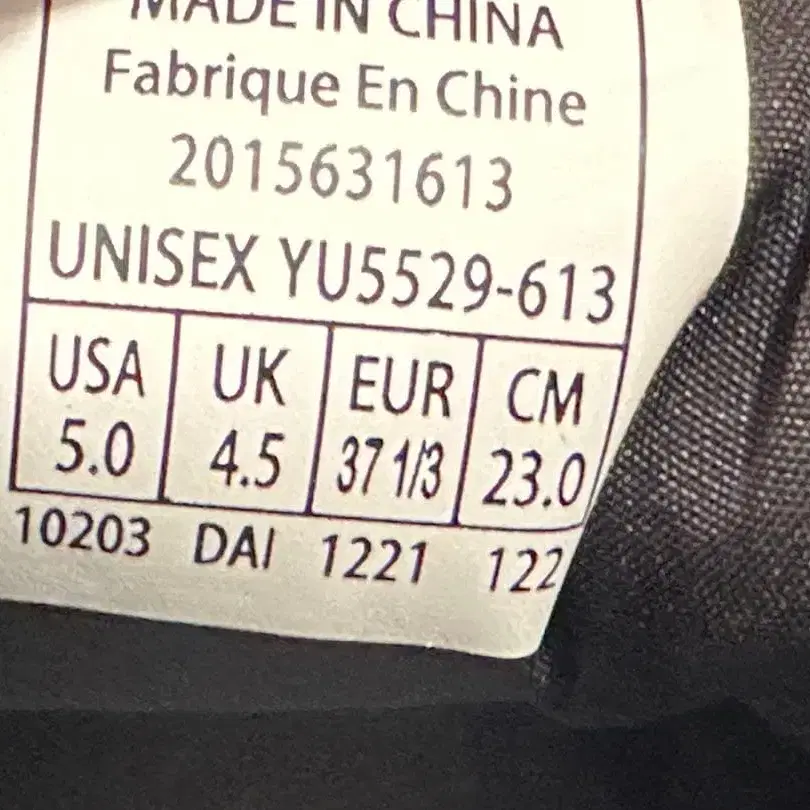 MADE IN CHINA
Fabrique En Chine
2015631613
UNISEX YU5529-613
USA UK EUR CM
5.0 4.5 37 1/3 23.0
10203 DAI 1221 122